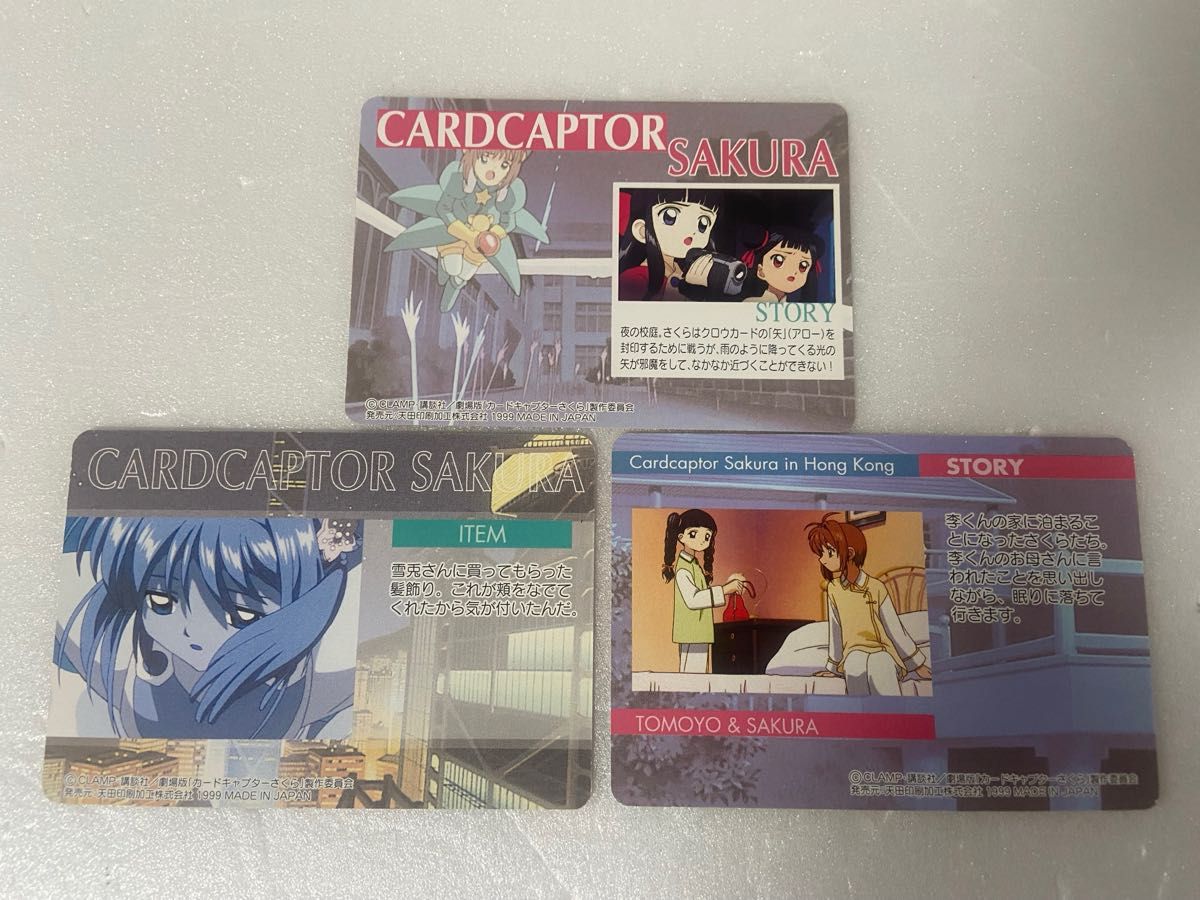 CARDCAPTOR
SAKURA
STORY
夜の校庭。さくらはクロウカードの「矢」(アロー)を
封印するために戦うが、雨のように降ってくる光の
矢が邪魔をして、なかなか近づくことができない!
©CLAMP・講談社/劇場版「カードキャプターさくら」製作委員会
発売元:天田印刷加工株式会社 1999 MADE IN JAPAN
CARDCAPTOR SAKURA
ITEM
雪兎さんに買ってもらった
髪飾り。これが頬をなでて
くれたから気が付いたんだ。
©CLAMP・講談社/劇場版「カードキャプターさくら」製作委員会
発売元:天田印刷加工株式会社 1999 MADE IN JAPAN
Cardcaptor Sakura in Hong Kong
STORY
李くんの家に泊まるこ
とになったさくらたち。
李くんのお母さんに言
われたことを思い出し
ながら、眠りに落ちて
行きます。
TOMOYO & SAKURA
©CLAMP・講談社/劇場版「カードキャプターさくら」製作委員会
発売元:天田印刷加工株式会社 1999 MADE IN JAPAN